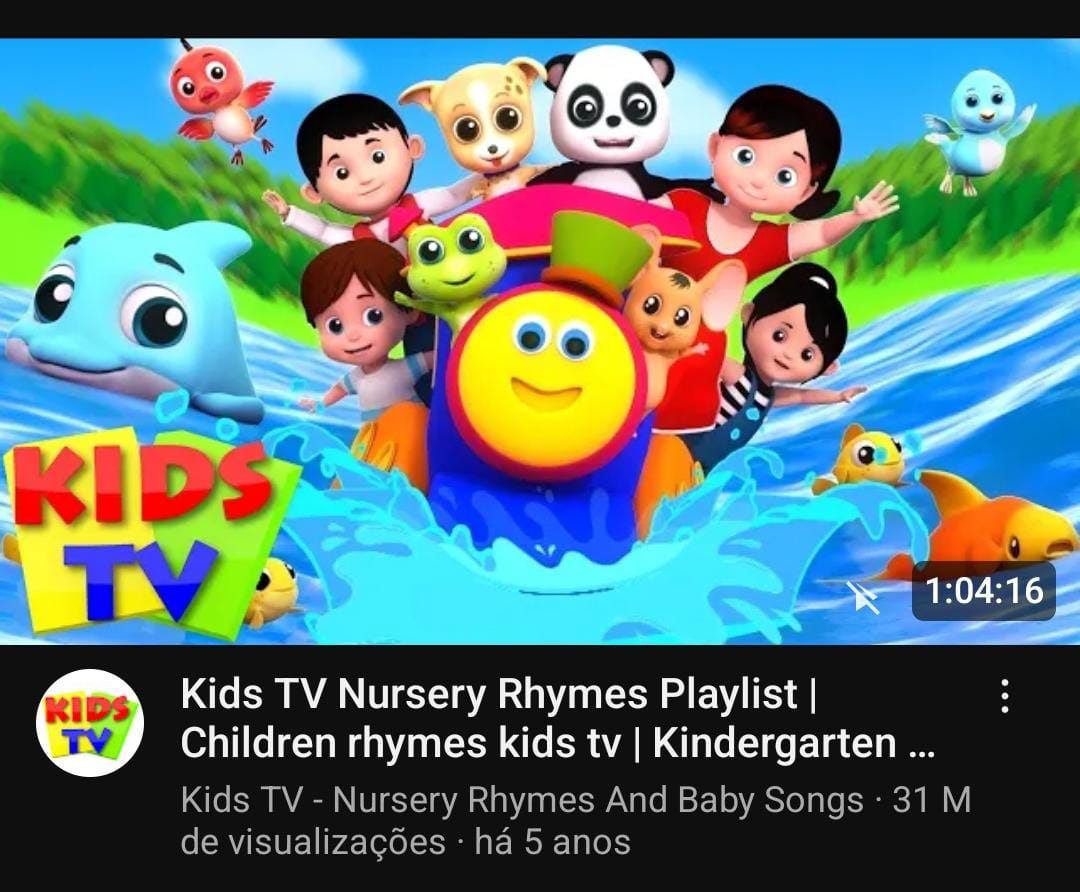 KIDS
TV
1:04:16
KIDS
TV
Kids TV Nursery Rhymes Playlist |
Children rhymes kids tv | Kindergarten ...
Kids TV - Nursery Rhymes And Baby Songs · 31 M
de visualizações · há 5 anos